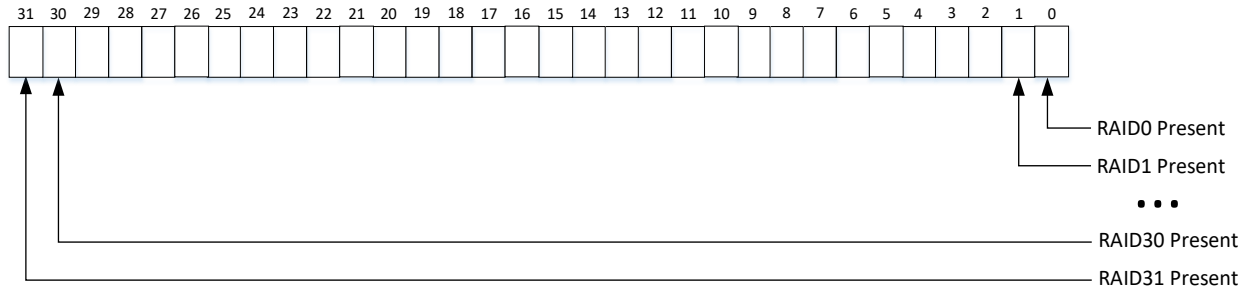 31 30 29 28 27 26 25 24 23 22 21 20 19 18 17 16 15 14 13 12 11 10 9 8 7 6 5 4 3 2 1 0
RAID0 Present
RAID1 Present
• • •
RAID30 Present
RAID31 Present